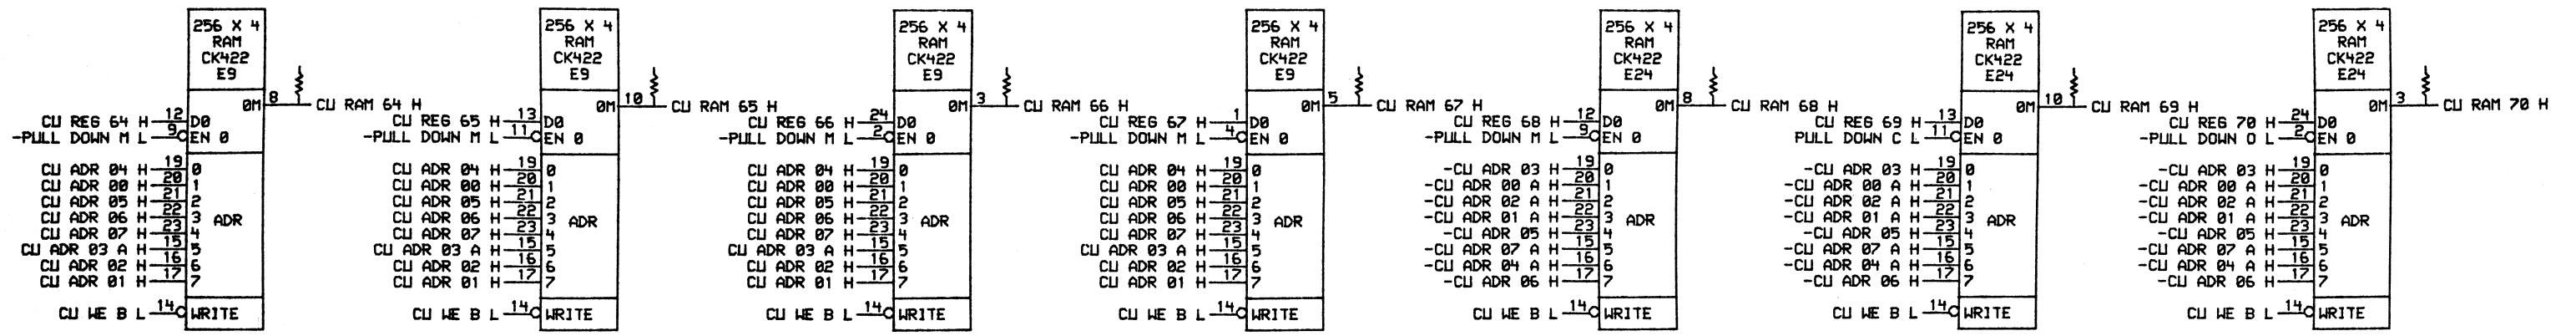 256 X 4
RAM
CK422
E9
8
0M
CU RAM 64 H
CU REG 64 H 12 D0
-PULL DOWN M L 9 EN 0
CU ADR 04 H 19 0
CU ADR 00 H 20 1
CU ADR 05 H 21 2
CU ADR 06 H 22 3 ADR
CU ADR 07 H 23 4
CU ADR 03 A H 15 5
CU ADR 02 H 16 6
CU ADR 01 H 17 7
CU WE B L 14 WRITE
256 X 4
RAM
CK422
E9
10
0M
CU RAM 65 H
CU REG 65 H 13 D0
-PULL DOWN M L 11 EN 0
CU ADR 04 H 19 0
CU ADR 00 H 20 1
CU ADR 05 H 21 2
CU ADR 06 H 22 3 ADR
CU ADR 07 H 23 4
CU ADR 03 A H 15 5
CU ADR 02 H 16 6
CU ADR 01 H 17 7
CU WE B L 14 WRITE
256 X 4
RAM
CK422
E9
3
0M
CU RAM 66 H
CU REG 66 H 24 D0
-PULL DOWN M L 2 EN 0
CU ADR 04 H 19 0
CU ADR 00 H 20 1
CU ADR 05 H 21 2
CU ADR 06 H 22 3 ADR
CU ADR 07 H 23 4
CU ADR 03 A H 15 5
CU ADR 02 H 16 6
CU ADR 01 H 17 7
CU WE B L 14 WRITE
256 X 4
RAM
CK422
E9
5
0M
CU RAM 67 H
CU REG 67 H 1 D0
-PULL DOWN M L 4 EN 0
CU ADR 04 H 19 0
CU ADR 00 H 20 1
CU ADR 05 H 21 2
CU ADR 06 H 22 3 ADR
CU ADR 07 H 23 4
CU ADR 03 A H 15 5
CU ADR 02 H 16 6
CU ADR 01 H 17 7
CU WE B L 14 WRITE
256 X 4
RAM
CK422
E24
8
0M
CU RAM 68 H
CU REG 68 H 12 D0
-PULL DOWN M L 9 EN 0
-CU ADR 03 H 19 0
-CU ADR 00 A H 20 1
-CU ADR 02 A H 21 2
-CU ADR 01 A H 22 3 ADR
-CU ADR 05 H 23 4
-CU ADR 07 A H 15 5
-CU ADR 04 A H 16 6
-CU ADR 06 H 17 7
CU WE B L 14 WRITE
256 X 4
RAM
CK422
E24
10
0M
CU RAM 69 H
CU REG 69 H 13 D0
PULL DOWN C L 11 EN 0
-CU ADR 03 H 19 0
-CU ADR 00 A H 20 1
-CU ADR 02 A H 21 2
-CU ADR 01 A H 22 3 ADR
-CU ADR 05 H 23 4
-CU ADR 07 A H 15 5
-CU ADR 04 A H 16 6
-CU ADR 06 H 17 7
CU WE B L 14 WRITE
256 X 4
RAM
CK422
E24
3
0M
CU RAM 70 H
CU REG 70 H 24 D0
-PULL DOWN O L 2 EN 0
-CU ADR 03 H 19 0
-CU ADR 00 A H 20 1
-CU ADR 02 A H 21 2
-CU ADR 01 A H 22 3 ADR
-CU ADR 05 H 23 4
-CU ADR 07 A H 15 5
-CU ADR 04 A H 16 6
-CU ADR 06 H 17 7
CU WE B L 14 WRITE